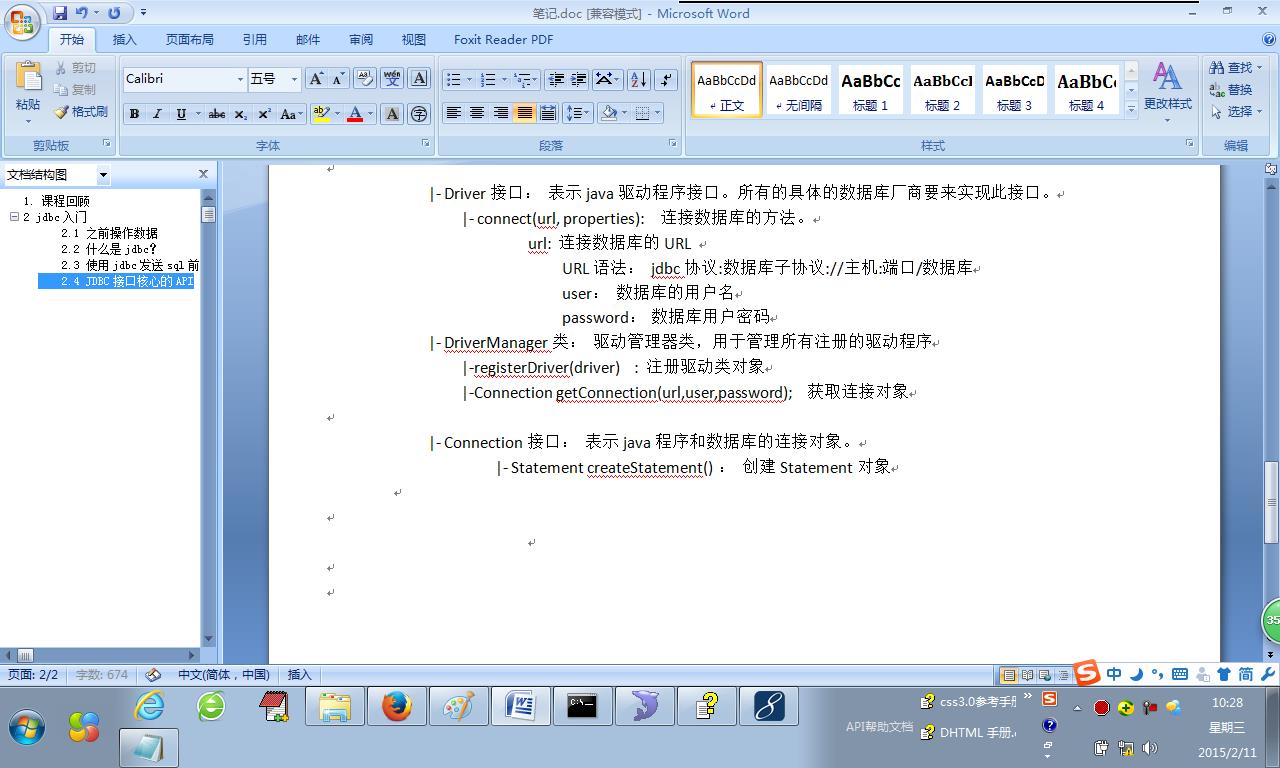 笔记.doc [兼容模式] - Microsoft Word
开始 插入 页面布局 引用 邮件 审阅 视图 Foxit Reader PDF
粘贴 剪切 复制 格式刷
Calibri 五号
B I U abc x₂ x² Aa
AaBbCcDd AaBbCcDd AaBbCc AaBbCcI AaBbCcD AaBbC
正文 无间隔 标题 1 标题 2 标题 3 标题 4
更改样式
查找 替换 选择
剪贴板 字体 段落 样式 编辑
文档结构图
1. 课程回顾
2 jdbc入门
2.1 之前操作数据
2.2 什么是jdbc?
2.3 使用jdbc发送sql前
2.4 JDBC接口核心的API
|- Driver 接口： 表示 java 驱动程序接口。所有的具体的数据库厂商要来实现此接口。
|- connect(url, properties): 连接数据库的方法。
url: 连接数据库的 URL
URL 语法： jdbc 协议:数据库子协议://主机:端口/数据库
user： 数据库的用户名
password： 数据库用户密码
|- DriverManager 类： 驱动管理器类，用于管理所有注册的驱动程序
|-registerDriver(driver) : 注册驱动类对象
|-Connection getConnection(url,user,password); 获取连接对象
|- Connection 接口： 表示 java 程序和数据库的连接对象。
|- Statement createStatement() ： 创建 Statement 对象
35
页面: 2/2 字数: 674 中文(简体，中国) 插入
中 简
API帮助文档
css3.0参考手册
DHTML 手册.c
10:28
星期三
2015/2/11